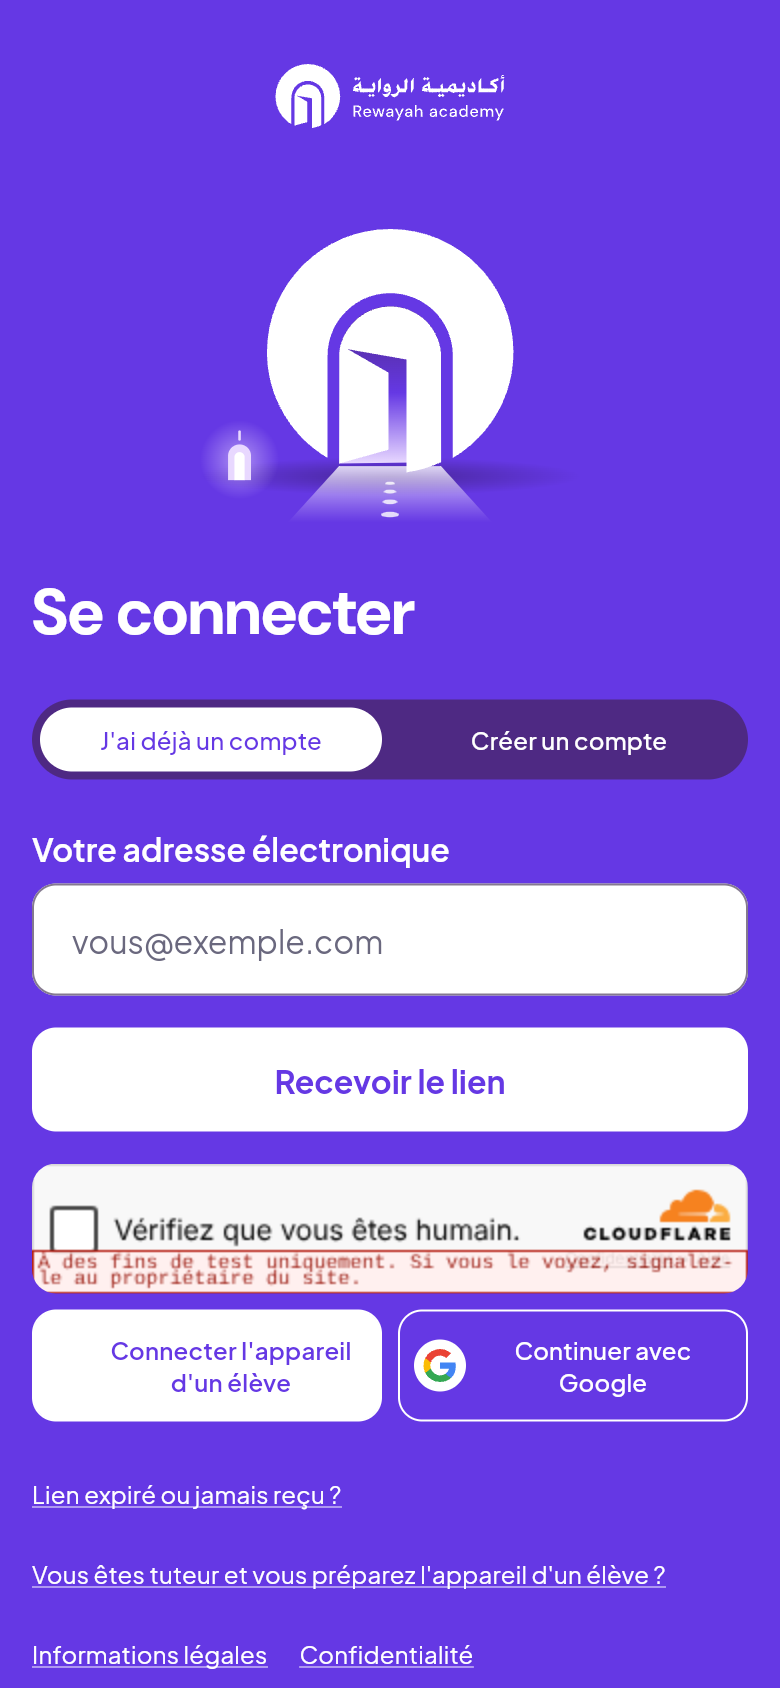 أكاديمية الرواية
Rewayah academy
Se connecter
J'ai déjà un compte
Créer un compte
Votre adresse électronique
vous@exemple.com
Recevoir le lien
Vérifiez que vous êtes humain.
CLOUDFLARE
À des fins de test uniquement. Si vous le voyez, signalez-
le au propriétaire du site.
Connecter l'appareil
d'un élève
Continuer avec
Google
Lien expiré ou jamais reçu ?
Vous êtes tuteur et vous préparez l'appareil d'un élève ?
Informations légales
Confidentialité